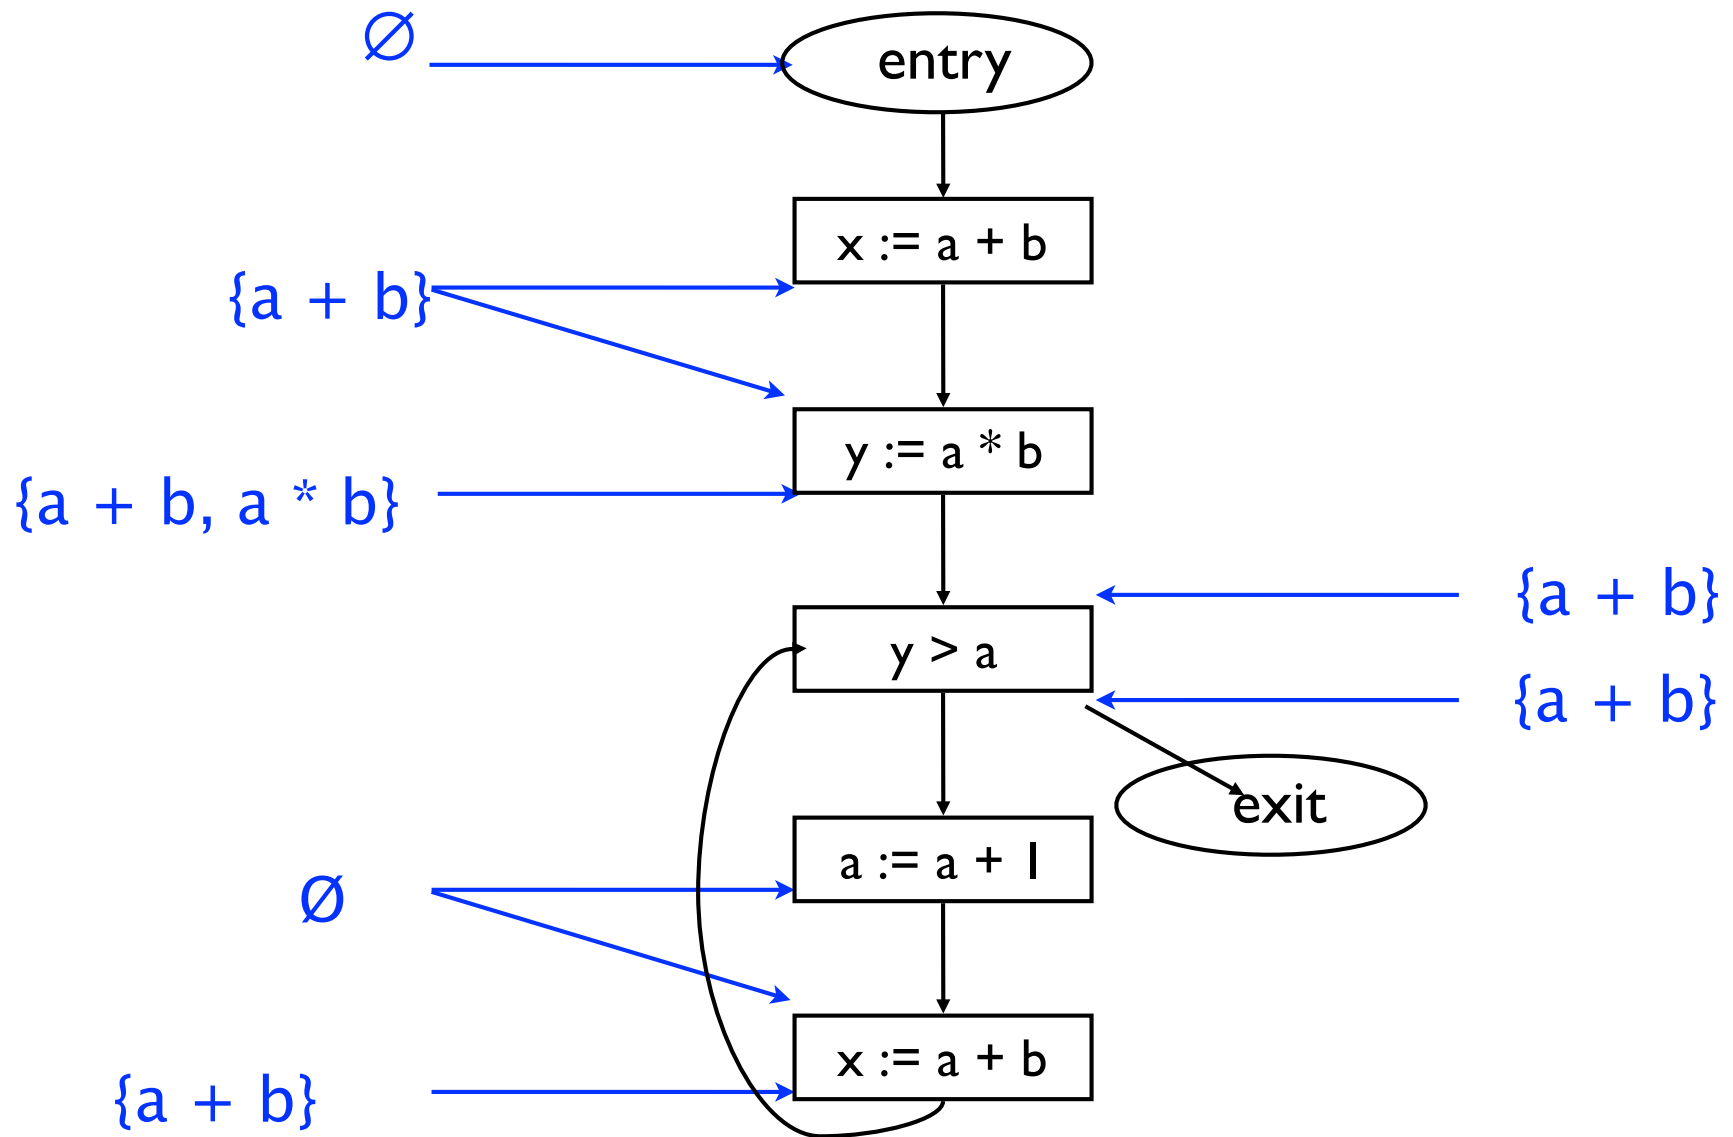 ∅
entry
x := a + b
{a + b}
y := a * b
{a + b, a * b}
{a + b}
y > a
{a + b}
exit
a := a + 1
Ø
x := a + b
{a + b}